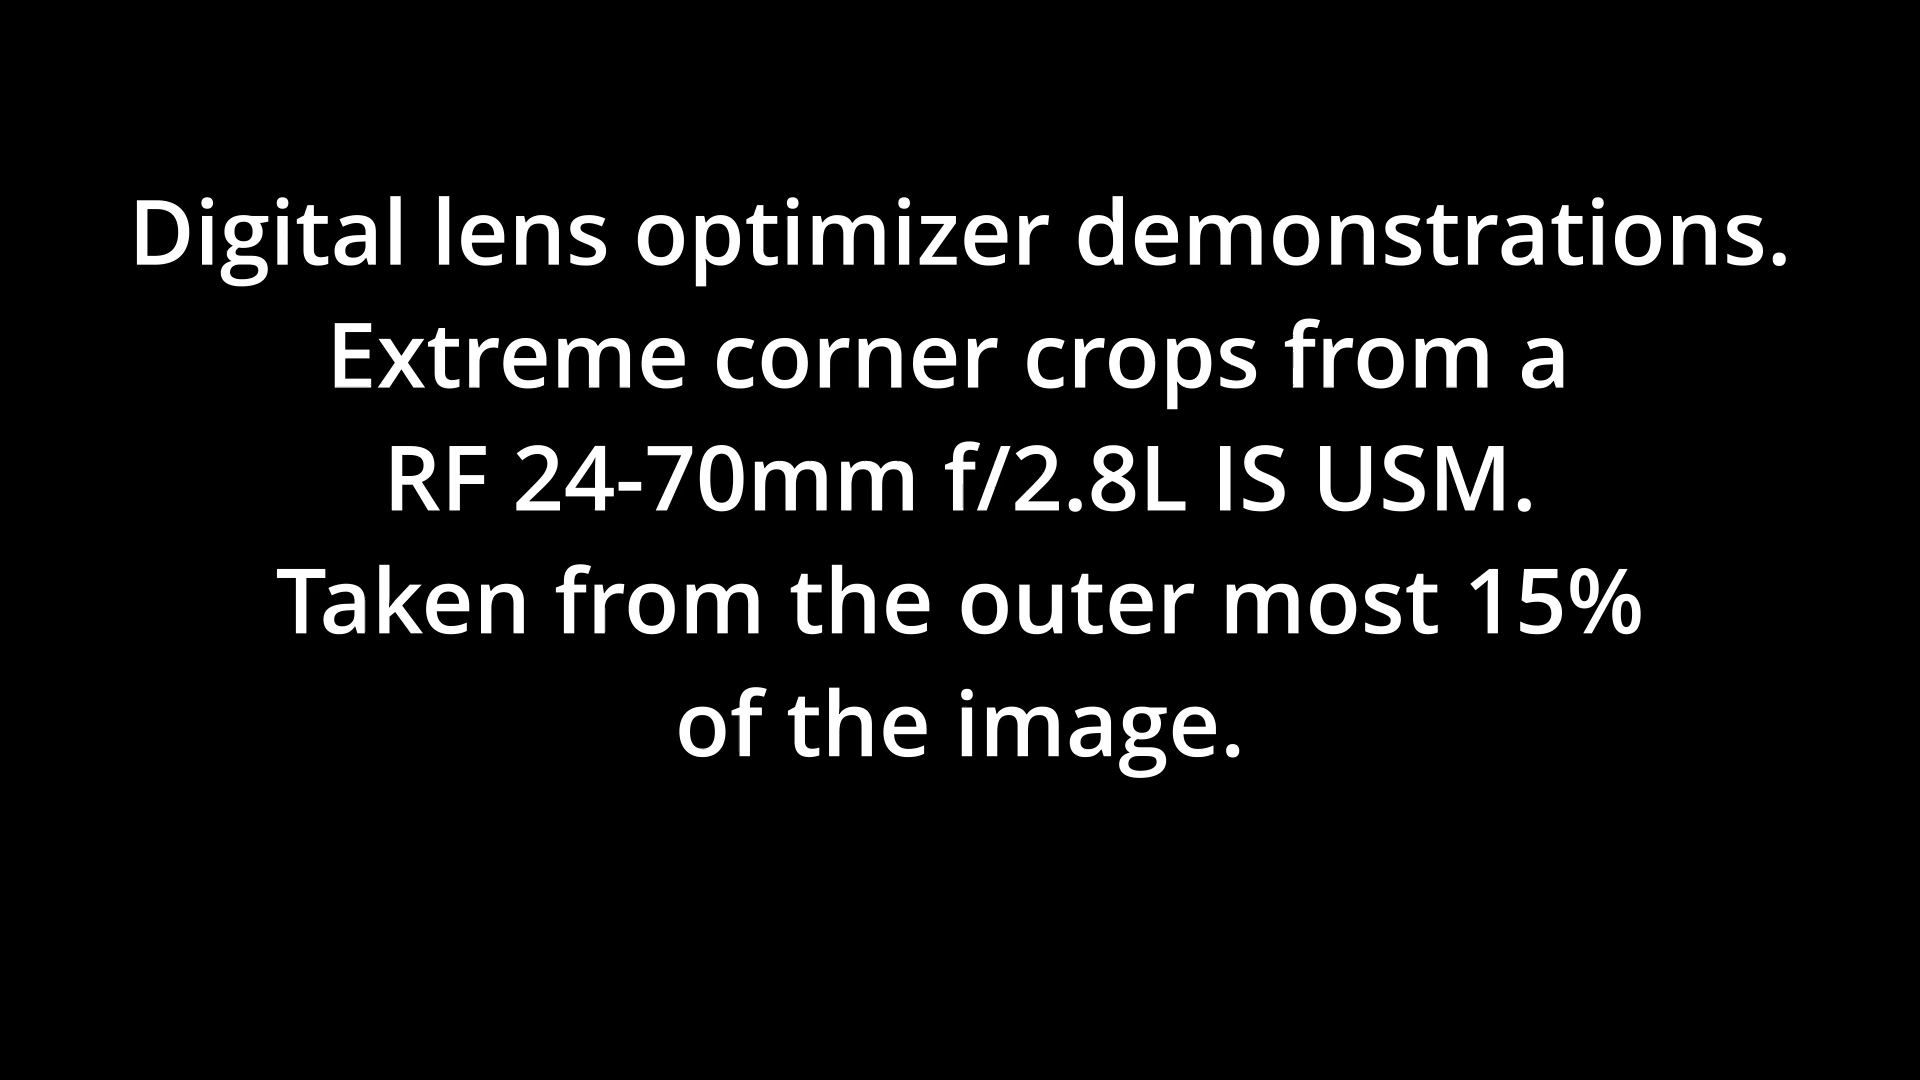 Digital lens optimizer demonstrations.
Extreme corner crops from a
RF 24-70mm f/2.8L IS USM.
Taken from the outer most 15%
of the image.